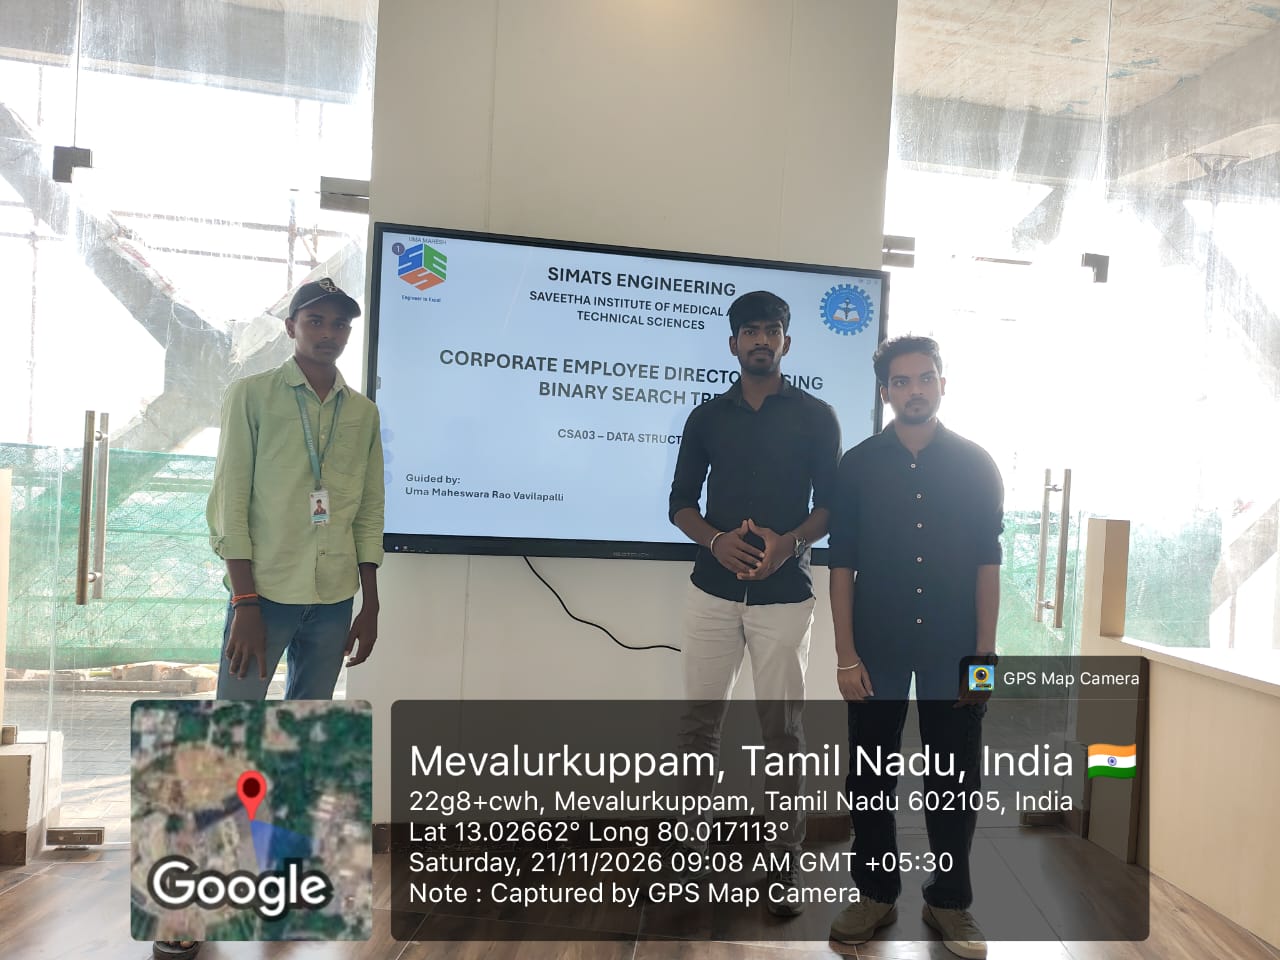 UMA MAHESH
1
SES
Engineer to Excel
SIMATS ENGINEERING
SAVEETHA INSTITUTE OF MEDICAL
TECHNICAL SCIENCES
CORPORATE EMPLOYEE
BINARY SEARCH
CSA03 – DATA
Guided by:
Uma Maheswara Rao Vavilapalli
GPS Map Camera
Mevalurkuppam, Tamil Nadu, India
22g8+cwh, Mevalurkuppam, Tamil Nadu 602105, India
Lat 13.02662° Long 80.017113°
Saturday, 21/11/2026 09:08 AM GMT +05:30
Note : Captured by GPS Map Camera
Google